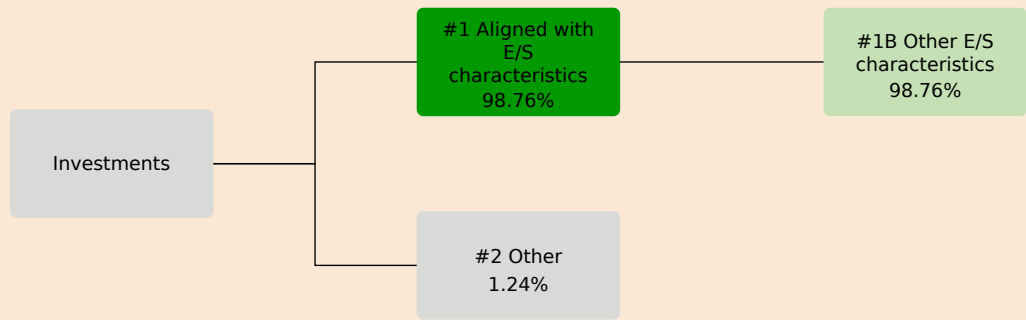 #1 Aligned with
E/S
characteristics
98.76%
#1B Other E/S
characteristics
98.76%
Investments
#2 Other
1.24%